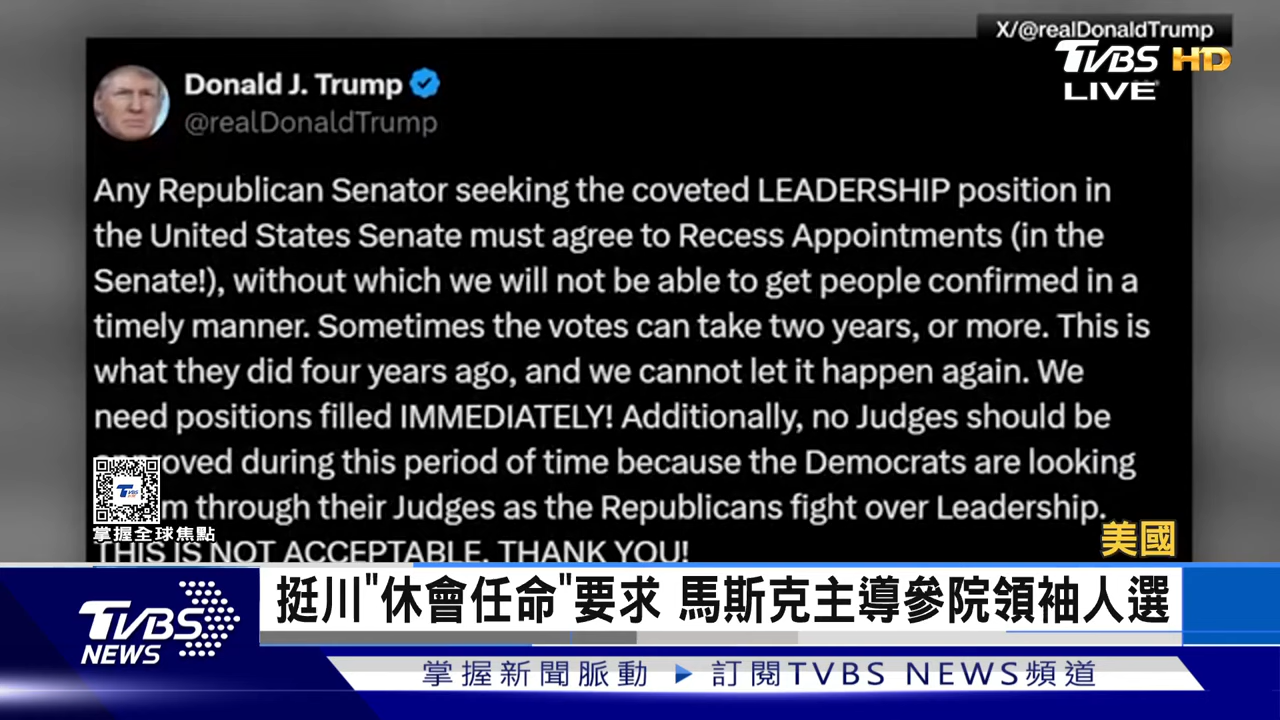 X/@realDonaldTrump
TVBS HD
LIVE
Donald J. Trump
@realDonaldTrump
Any Republican Senator seeking the coveted LEADERSHIP position in
the United States Senate must agree to Recess Appointments (in the
Senate!), without which we will not be able to get people confirmed in a
timely manner. Sometimes the votes can take two years, or more. This is
what they did four years ago, and we cannot let it happen again. We
need positions filled IMMEDIATELY! Additionally, no Judges should be
during this period of time because the Democrats are looking
through their Judges as the Republicans fight over Leadership.
THIS IS NOT ACCEPTABLE. THANK YOU!
掌握全球焦點
美國
挺川"休會任命"要求 馬斯克主導參院領袖人選
TVBS
NEWS
掌握新聞脈動 ▶ 訂閱TVBS NEWS頻道